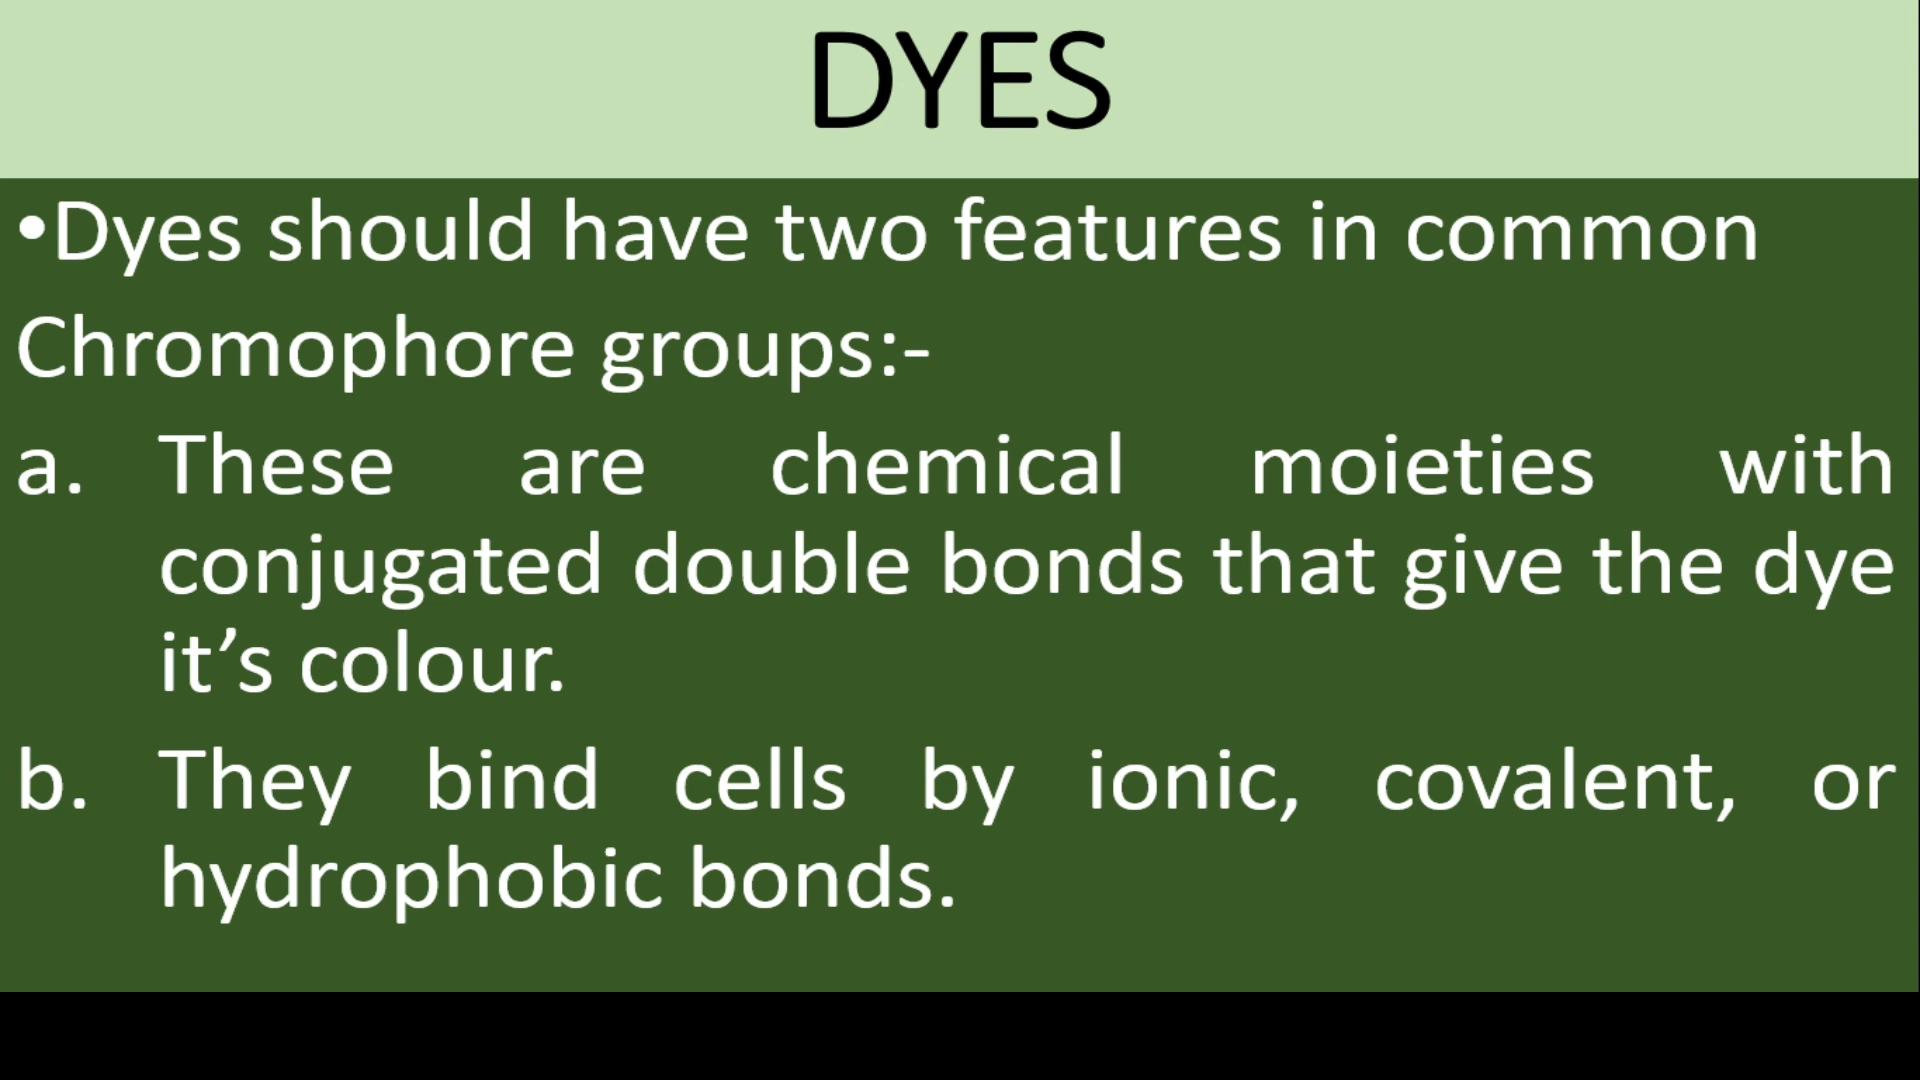 DYES
•Dyes should have two features in common
Chromophore groups:-
a. These are chemical moieties with
conjugated double bonds that give the dye
it’s colour.
b. They bind cells by ionic, covalent, or
hydrophobic bonds.